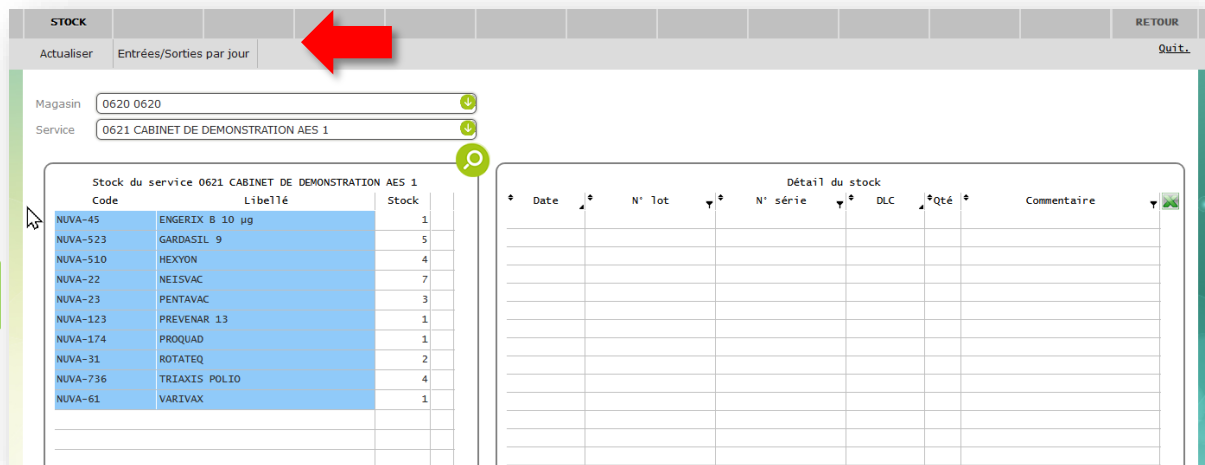 STOCK RETOUR
Actualiser Entrées/Sorties par jour Quit.
Magasin 0620 0620
Service 0621 CABINET DE DEMONSTRATION AES 1
Stock du service 0621 CABINET DE DEMONSTRATION AES 1
Code Libellé Stock
NUVA-45 ENGERIX B 10 µg 1
NUVA-523 GARDASIL 9 5
NUVA-510 HEXYON 4
NUVA-22 NEISVAC 7
NUVA-23 PENTAVAC 3
NUVA-123 PREVENAR 13 1
NUVA-174 PROQUAD 1
NUVA-31 ROTATEQ 2
NUVA-736 TRIAXIS POLIO 4
NUVA-61 VARIVAX 1
Détail du stock
Date N° lot N° série DLC Qté Commentaire